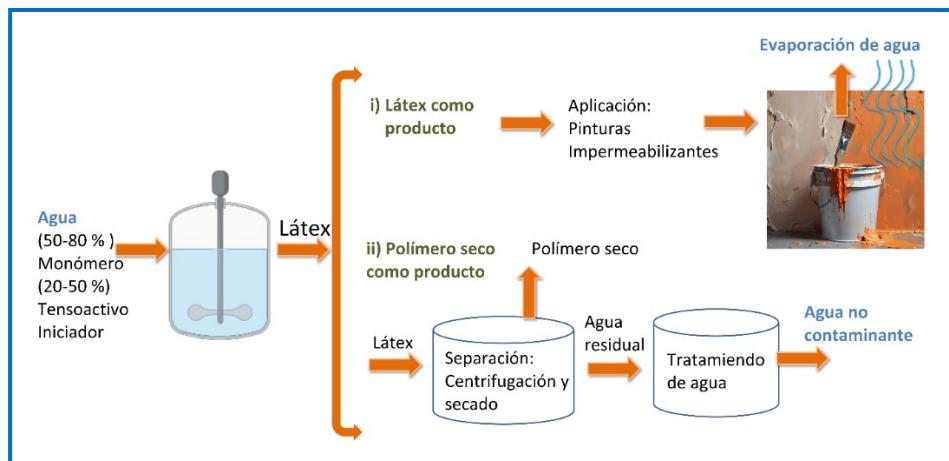 Evaporación de agua
i) Látex como
producto
Aplicación:
Pinturas
Impermeabilizantes
Agua
(50-80 % )
Monómero
(20-50 %)
Tensoactivo
Iniciador
Látex
ii) Polímero seco
como producto
Polímero seco
Látex
Separación:
Centrifugación y
secado
Agua
residual
Tratamiendo
de agua
Agua no
contaminante